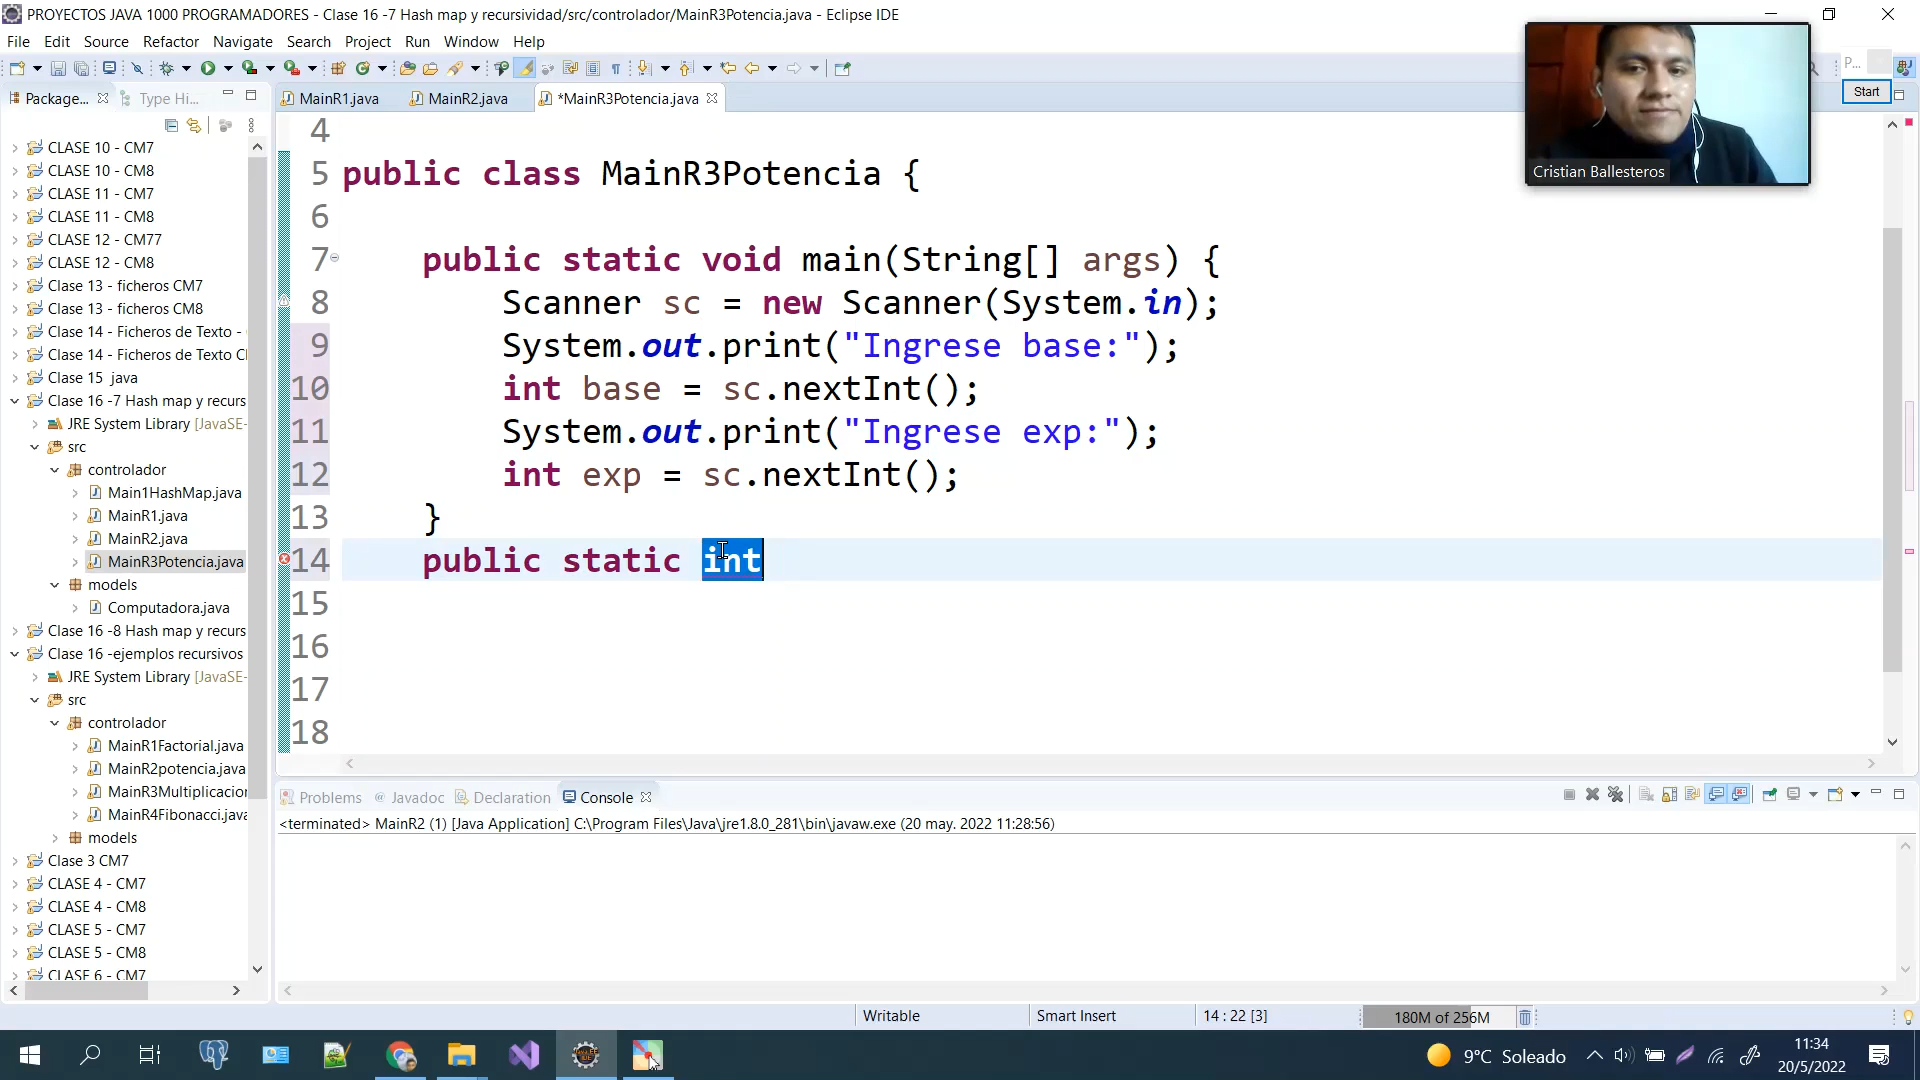 PROYECTOS JAVA 1000 PROGRAMADORES - Clase 16 -7 Hash map y recursividad/src/controlador/MainR3Potencia.java - Eclipse IDE
File Edit Source Refactor Navigate Search Project Run Window Help
P...
Start
Package... Type Hi...
MainR1.java MainR2.java *MainR3Potencia.java
CLASE 10 - CM7
CLASE 10 - CM8
CLASE 11 - CM7
CLASE 11 - CM8
CLASE 12 - CM77
CLASE 12 - CM8
Clase 13 - ficheros CM7
Clase 13 - ficheros CM8
Clase 14 - Ficheros de Texto -
Clase 14 - Ficheros de Texto C
Clase 15 java
Clase 16 -7 Hash map y recurs
JRE System Library [JavaSE-
src
controlador
Main1HashMap.java
MainR1.java
MainR2.java
MainR3Potencia.java
models
Computadora.java
Clase 16 -8 Hash map y recurs
Clase 16 -ejemplos recursivos
JRE System Library [JavaSE-
src
controlador
MainR1Factorial.java
MainR2potencia.java
MainR3Multiplicacior
MainR4Fibonacci.java
models
Clase 3 CM7
CLASE 4 - CM7
CLASE 4 - CM8
CLASE 5 - CM7
CLASE 5 - CM8
CLASE 6 - CM7
4
5 public class MainR3Potencia {
6
7 public static void main(String[] args) {
8 Scanner sc = new Scanner(System.in);
9 System.out.print("Ingrese base:");
10 int base = sc.nextInt();
11 System.out.print("Ingrese exp:");
12 int exp = sc.nextInt();
13 }
14 public static int
15
16
17
18
Cristian Ballesteros
Problems @ Javadoc Declaration Console
<terminated> MainR2 (1) [Java Application] C:\Program Files\Java\jre1.8.0_281\bin\javaw.exe (20 may. 2022 11:28:56)
Writable Smart Insert 14 : 22 [3] 180M of 256M
9°C Soleado
11:34
20/5/2022